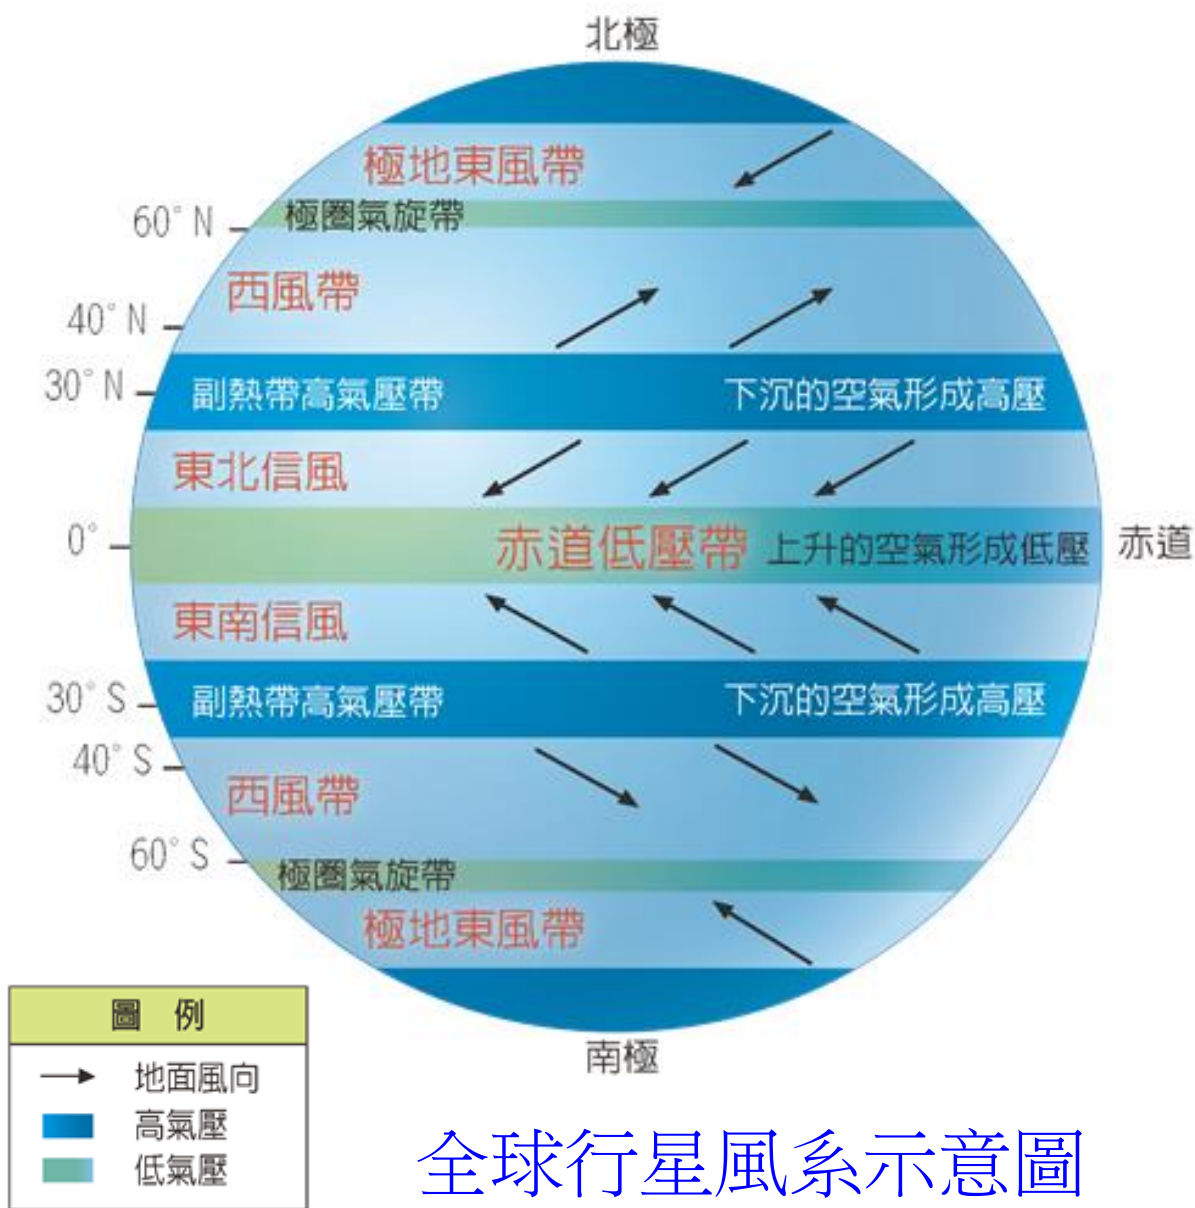 北極
極地東風帶
60° N 極圈氣旋帶
西風帶
40° N
30° N 副熱帶高氣壓帶 下沉的空氣形成高壓
東北信風
0° 赤道低壓帶 上升的空氣形成低壓 赤道
東南信風
30° S 副熱帶高氣壓帶 下沉的空氣形成高壓
40° S
西風帶
60° S 極圈氣旋帶
極地東風帶
南極
圖 例
地面風向
高氣壓
低氣壓
全球行星風系示意圖